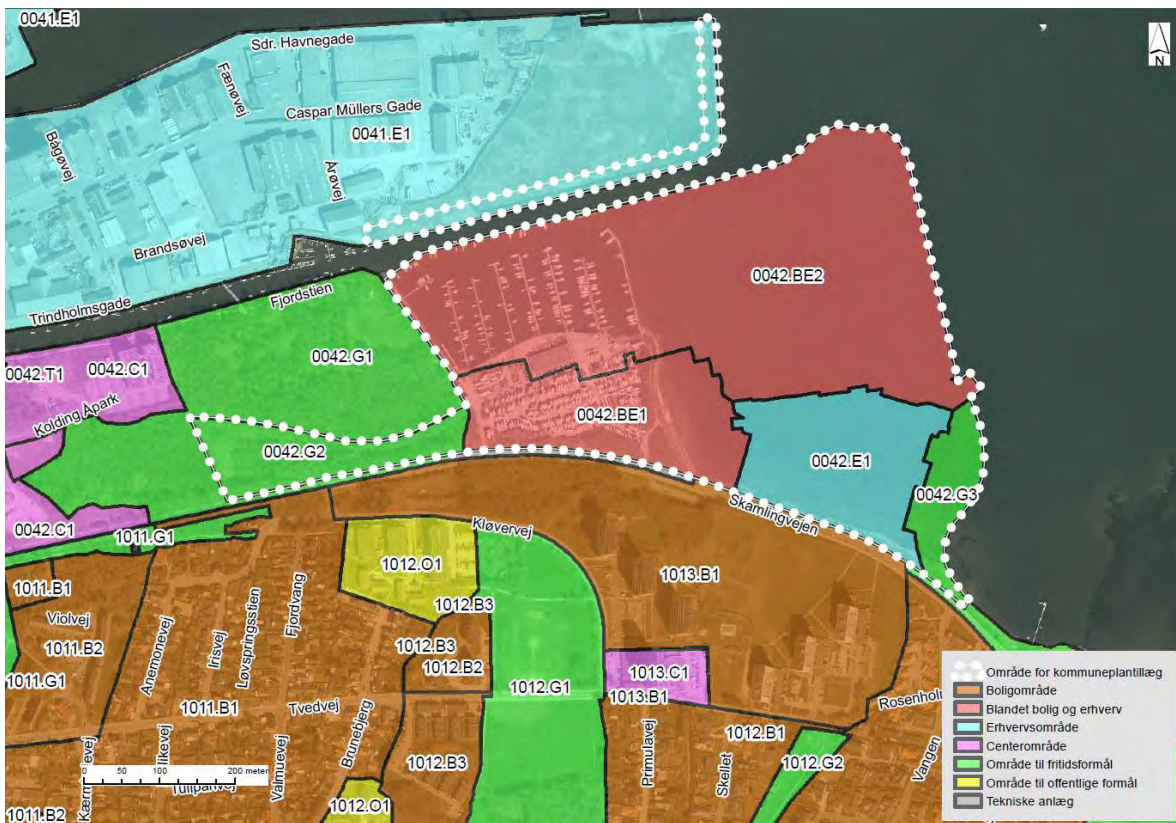 0041.E1
Sdr. Havnegade
N
Fænøvej
Caspar Müllers Gade
0041.E1
Bågøvej
Årøvej
Brandsøvej
0042.BE2
Trindholmsgade
Fjordstien
0042.G1
0042.T1
0042.C1
Kolding Åpark
0042.BE1
0042.G2
0042.E1
0042.G3
Skamlingvejen
0042.C1
1011.G1
Kløvervej
1012.O1
1013.B1
1011.B1
1012.B3
Violvej
Anemonevej
Irisvej
Løvspringsstien
Fjordvang
1011.B2
1012.B3
1012.B2
1013.C1
1011.G1
1012.G1
1013.B1
1011.B1
Tvedvej
Brunebjerg
1012.B1
Primulavej
Skellet
1012.G2
1012.B3
Valmuevej
Vangen
0 50 100 200 meter
1012.O1
1011.B2
Område for kommuneplantillæg
Boligområde
Blandet bolig og erhverv
Erhvervsområde
Centerområde
Område til fritidsformål
Område til offentlige formål
Tekniske anlæg